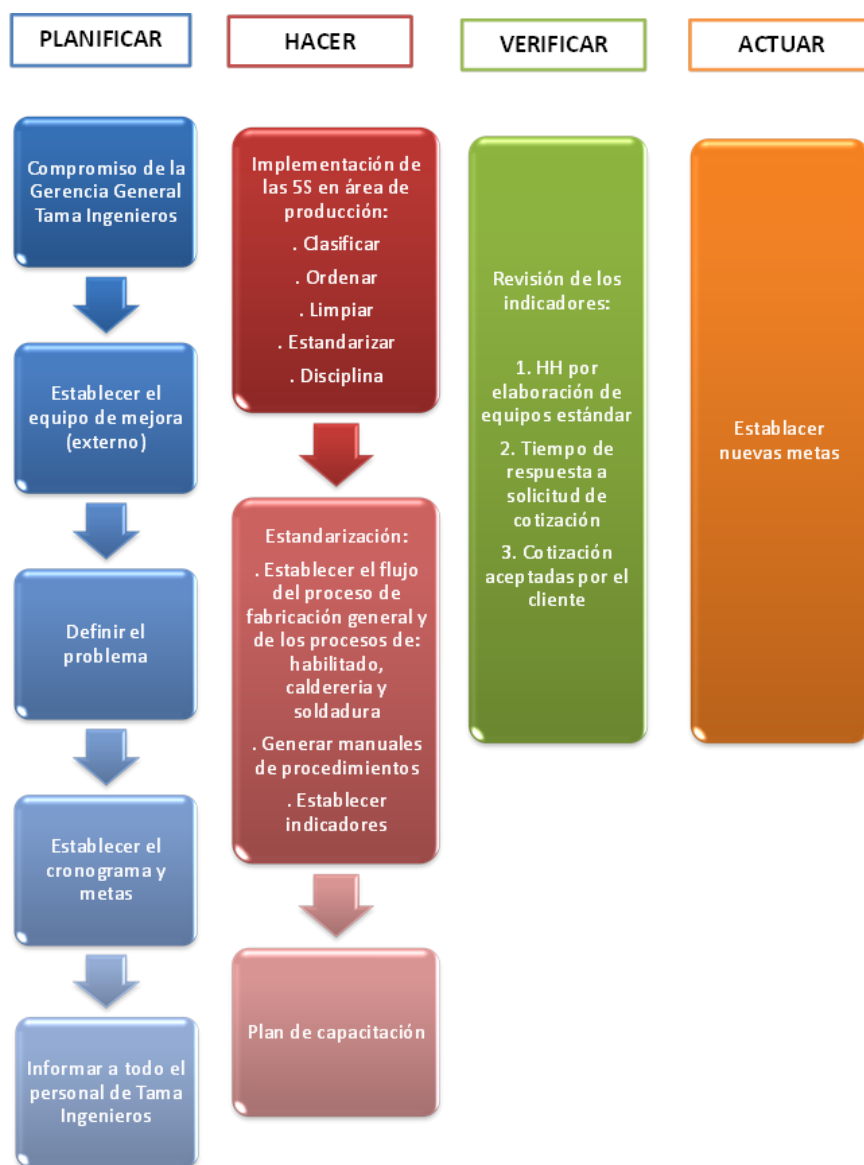 PLANIFICAR
HACER
VERIFICAR
ACTUAR
Compromiso de la
Gerencia General
Tama Ingenieros
Establecer el
equipo de mejora
(externo)
Definir el
problema
Establecer el
cronograma y
metas
Informar a todo el
personal de Tama
Ingenieros
Implementación de
las 5S en área de
producción:
. Clasificar
. Ordenar
. Limpiar
. Estandarizar
. Disciplina
Estandarización:
. Establecer el flujo
del proceso de
fabricación general y
de los procesos de:
habilitado,
caldereria y
soldadura
. Generar manuales
de procedimientos
. Establecer
indicadores
Plan de capacitación
Revisión de los
indicadores:
1. HH por
elaboración de
equipos estándar
2. Tiempo de
respuesta a
solicitud de
cotización
3. Cotización
aceptadas por el
cliente
Establacer
nuevas metas